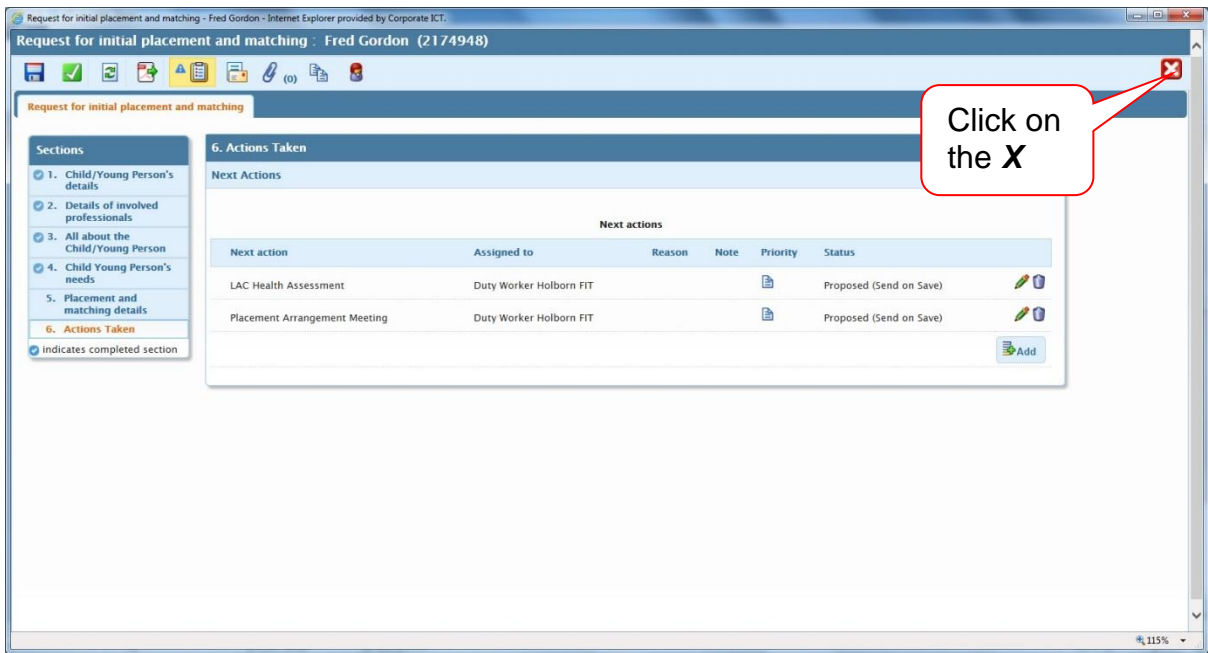 Request for initial placement and matching - Fred Gordon - Internet Explorer provided by Corporate ICT.
Request for initial placement and matching : Fred Gordon (2174948)
(0)
Request for initial placement and matching
Click on
the X
Sections
1. Child/Young Person's
details
2. Details of involved
professionals
3. All about the
Child/Young Person
4. Child Young Person's
needs
5. Placement and
matching details
6. Actions Taken
indicates completed section
6. Actions Taken
Next Actions
Next actions
Next action Assigned to Reason Note Priority Status
LAC Health Assessment Duty Worker Holborn FIT Proposed (Send on Save)
Placement Arrangement Meeting Duty Worker Holborn FIT Proposed (Send on Save)
Add
115%